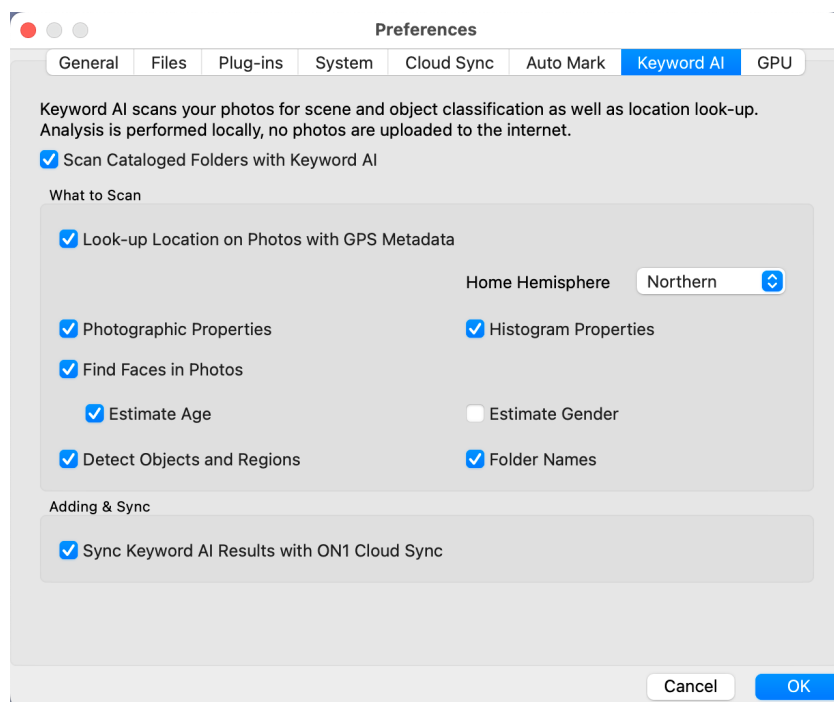 Preferences
General Files Plug-ins System Cloud Sync Auto Mark Keyword AI GPU
Keyword AI scans your photos for scene and object classification as well as location look-up.
Analysis is performed locally, no photos are uploaded to the internet.
Scan Cataloged Folders with Keyword AI
What to Scan
Look-up Location on Photos with GPS Metadata
Home Hemisphere Northern
Photographic Properties Histogram Properties
Find Faces in Photos
Estimate Age Estimate Gender
Detect Objects and Regions Folder Names
Adding & Sync
Sync Keyword AI Results with ON1 Cloud Sync
Cancel OK